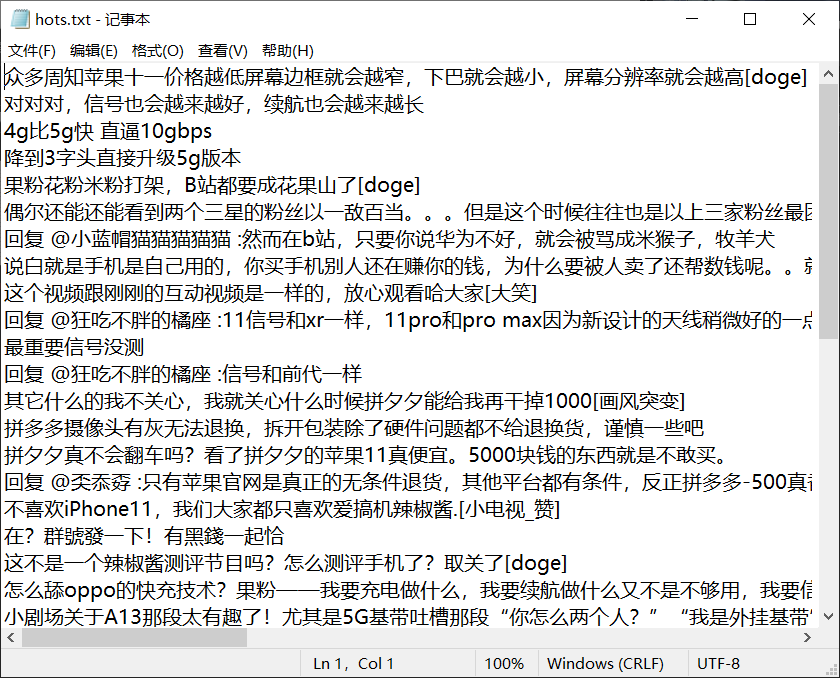 hots.txt - 记事本
文件(F) 编辑(E) 格式(O) 查看(V) 帮助(H)
众多周知苹果十一价格越低屏幕边框就会越窄，下巴就会越小，屏幕分辨率就会越高[doge]
对对对，信号也会越来越好，续航也会越来越长
4g比5g快 直逼10gbps
降到3字头直接升级5g版本
果粉花粉米粉打架，B站都要成花果山了[doge]
偶尔还能还能看到两个三星的粉丝以一敌百当。。。但是这个时候往往也是以上三家粉丝最团
回复 @小蓝帽猫猫猫猫猫 :然而在b站，只要你说华为不好，就会被骂成米猴子，牧羊犬
说白就是手机是自己用的，你买手机别人还在赚你的钱，为什么要被人卖了还帮数钱呢。。就
这个视频跟刚刚的互动视频是一样的，放心观看哈大家[大笑]
回复 @狂吃不胖的橘座 :11信号和xr一样，11pro和pro max因为新设计的天线稍微好的一点
最重要信号没测
回复 @狂吃不胖的橘座 :信号和前代一样
其它什么的我不关心，我就关心什么时候拼夕夕能给我再干掉1000[画风突变]
拼多多摄像头有灰无法退换，拆开包装除了硬件问题都不给退换货，谨慎一些吧
拼夕夕真不会翻车吗？看了拼夕夕的苹果11真便宜。5000块钱的东西就是不敢买。
回复 @ :只有苹果官网是真正的无条件退货，其他平台都有条件，反正拼多多-500真香
不喜欢iPhone11，我们大家都只喜欢爱搞机辣椒酱.[小电视_赞]
在？群號發一下！有黑錢一起恰
这不是一个辣椒酱测评节目吗？怎么测评手机了？取关了[doge]
怎么舔oppo的快充技术？果粉——我要充电做什么，我要续航做什么又不是不够用，我要信
小剧场关于A13那段太有趣了！尤其是5G基带吐槽那段“你怎么两个人？”“我是外挂基带”
Ln 1，Col 1 100% Windows (CRLF) UTF-8